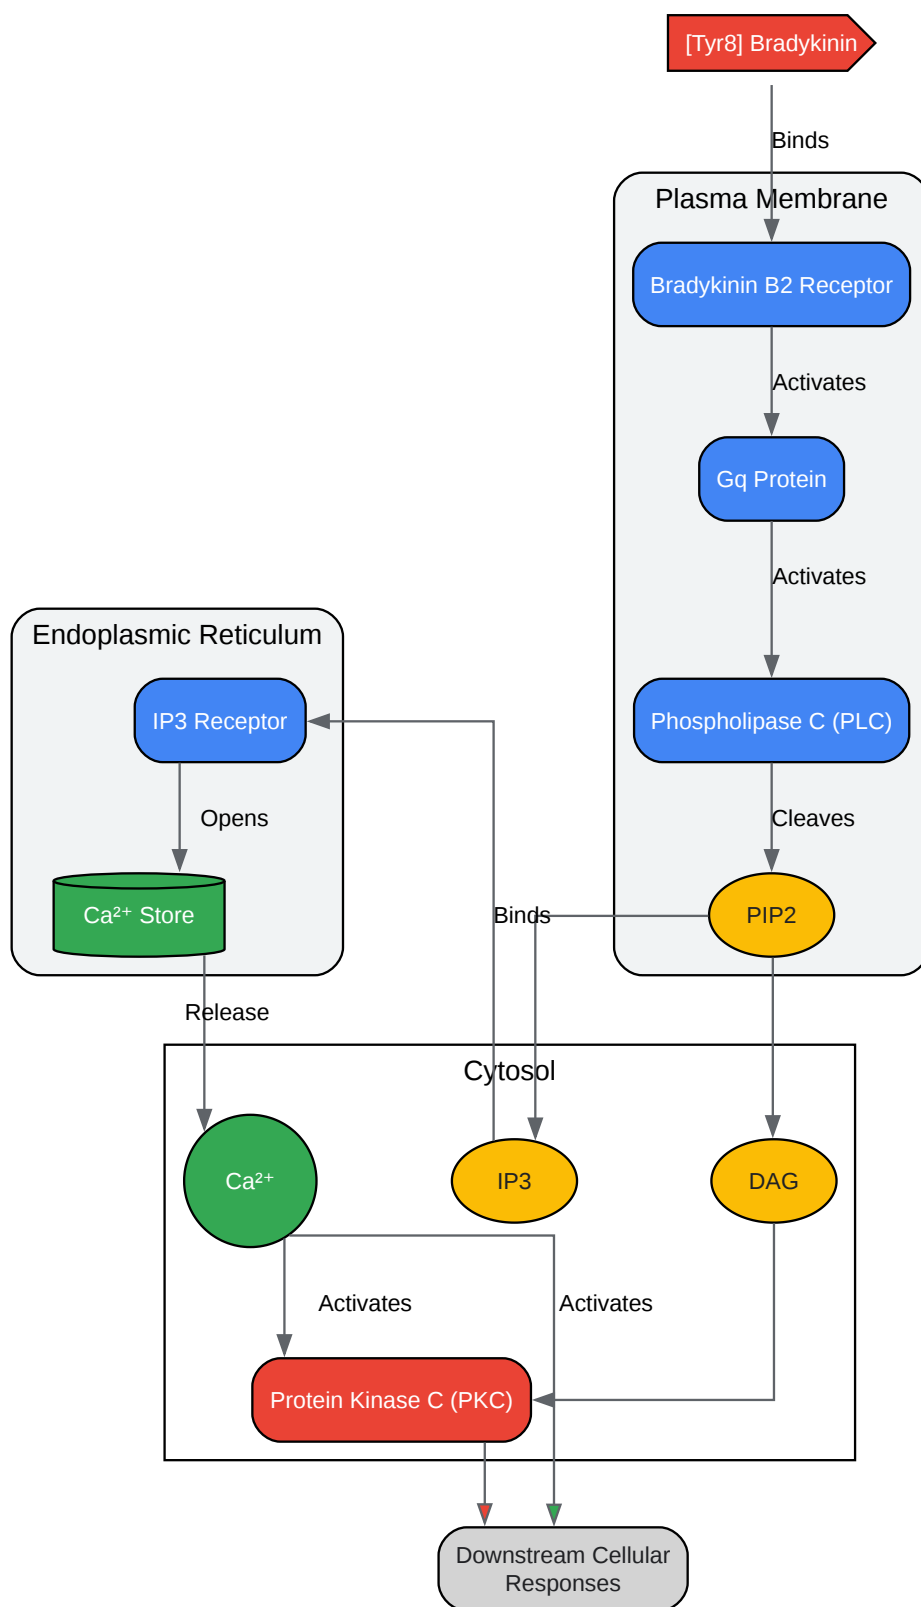 [Tyr8] Bradykinin
Binds
Plasma Membrane
Bradykinin B2 Receptor
Activates
Gq Protein
Activates
Endoplasmic Reticulum
IP3 Receptor
Phospholipase C (PLC)
Opens
Cleaves
Ca²⁺ Store
Binds
PIP2
Release
Cytosol
Ca²⁺
IP3
DAG
Activates
Activates
Protein Kinase C (PKC)
Downstream Cellular
Responses